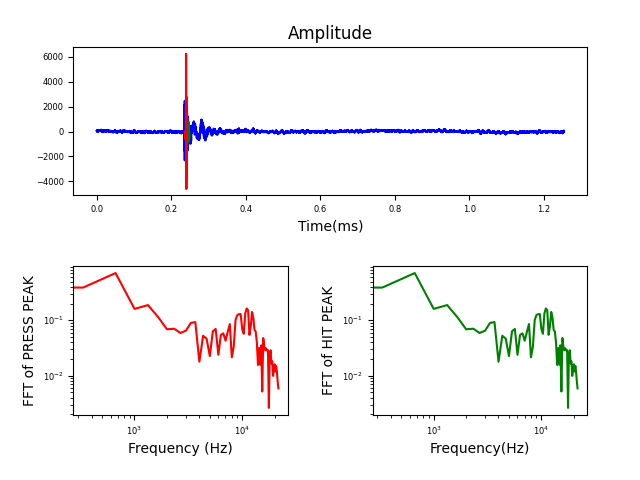 Amplitude
6000
4000
2000
0
−2000
−4000
0.0 0.2 0.4 0.6 0.8 1.0 1.2
Time(ms)
FFT of PRESS PEAK
10⁻¹
10⁻²
10³ 10⁴
Frequency (Hz)
FFT of HIT PEAK
10⁻¹
10⁻²
10³ 10⁴
Frequency(Hz)